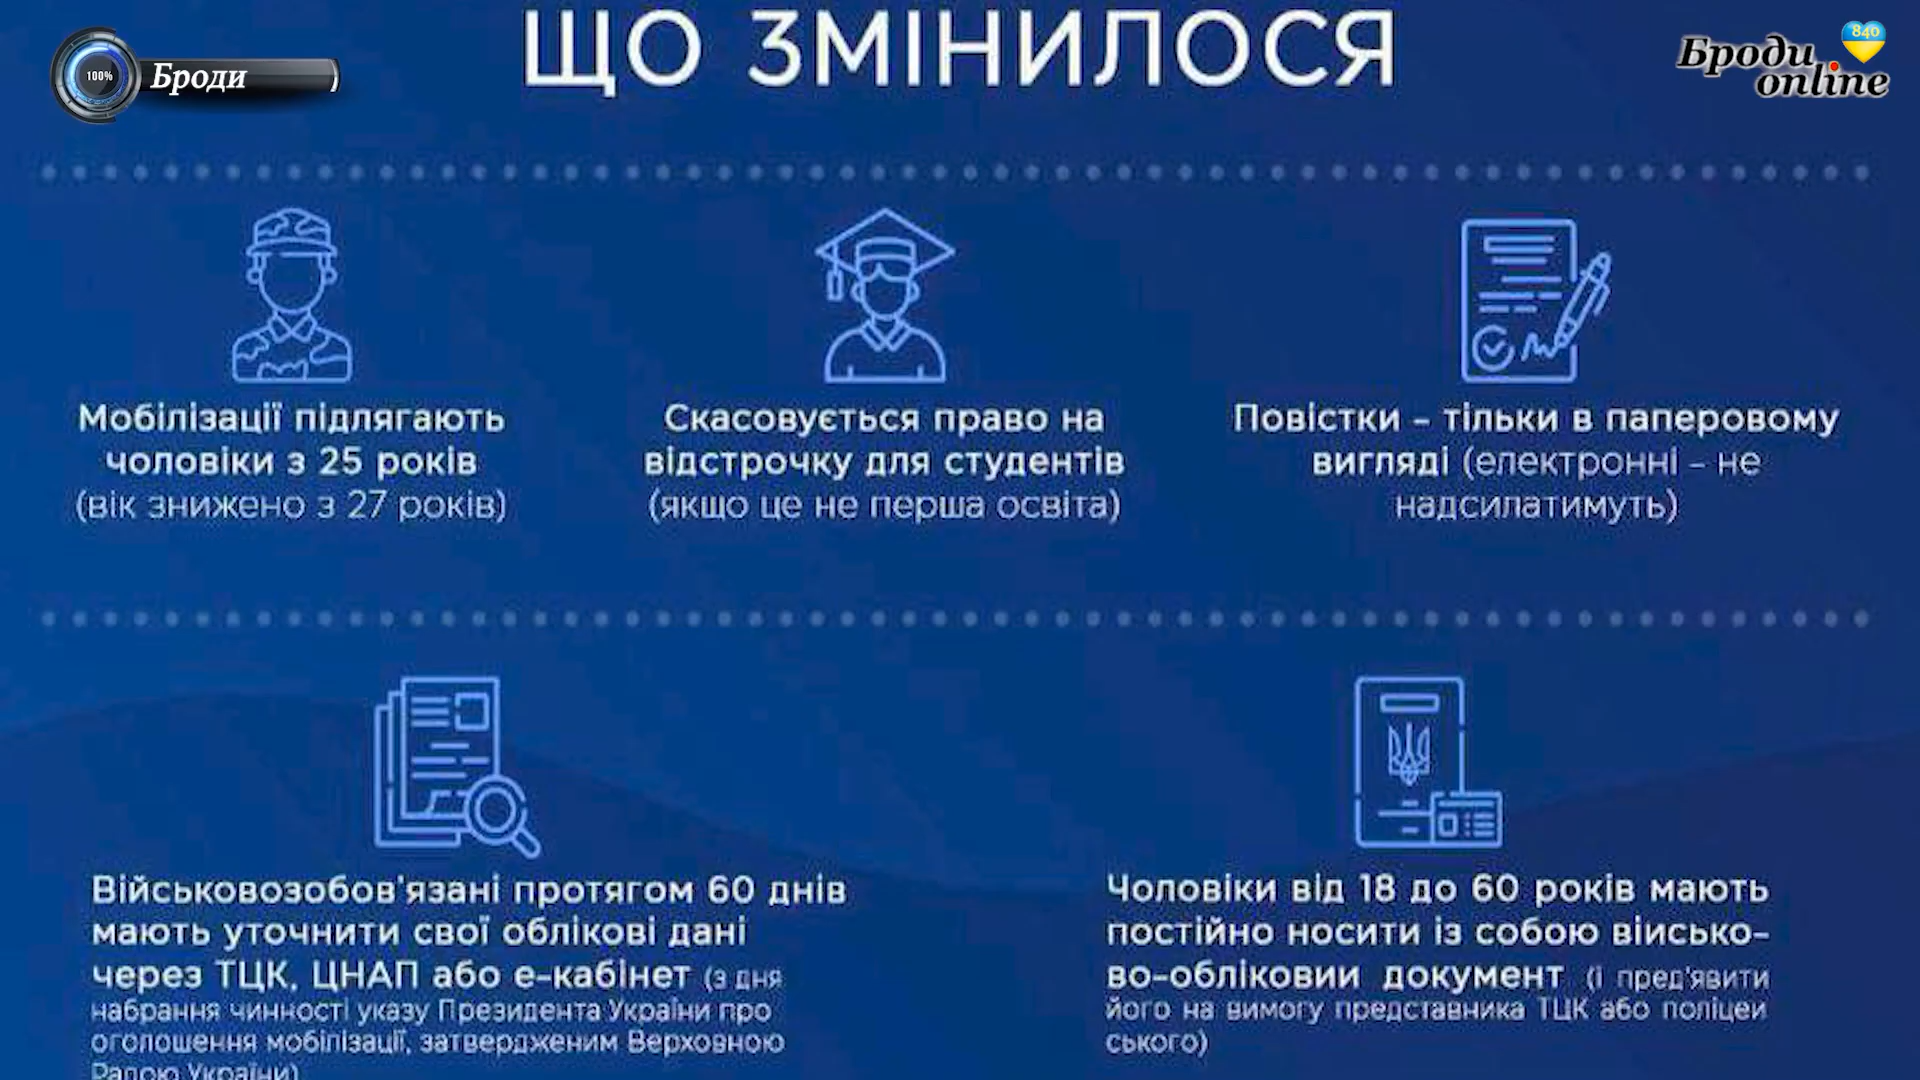 ЩО ЗМІНИЛОСЯ
100%
Броди
Броди
online
840
Мобілізації підлягають
чоловіки з 25 років
(вік знижено з 27 років)
Скасовується право на
відстрочку для студентів
(якщо це не перша освіта)
Повістки – тільки в паперовому
вигляді (електронні – не
надсилатимуть)
Військовозобов'язані протягом 60 днів
мають уточнити свої облікові дані
через ТЦК, ЦНАП або е-кабінет (з дня
набрання чинності указу Президента України про
оголошення мобілізації, затвердженим Верховною
Радою України)
Чоловіки від 18 до 60 років мають
постійно носити із собою військо-
во-обліковий документ (і пред'явити
його на вимогу представника ТЦК або поліцей
ського)